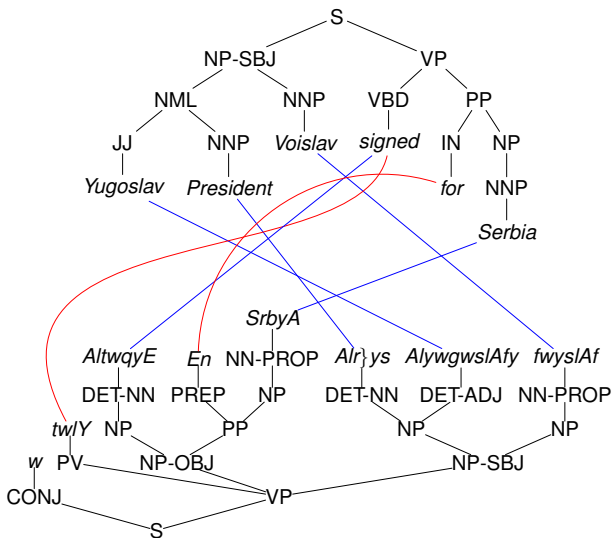 S
NP-SBJ VP
NML NNP VBD PP
JJ NNP Voislav signed IN NP
Yugoslav President for NNP
Serbia
SrbyA
AltwqyE En NN-PROP Alr}ys AlywgwslAfy fwyslAf
DET-NN PREP NP DET-NN DET-ADJ NN-PROP
twlY NP PP NP NP
w PV NP-OBJ NP-SBJ
CONJ VP
S